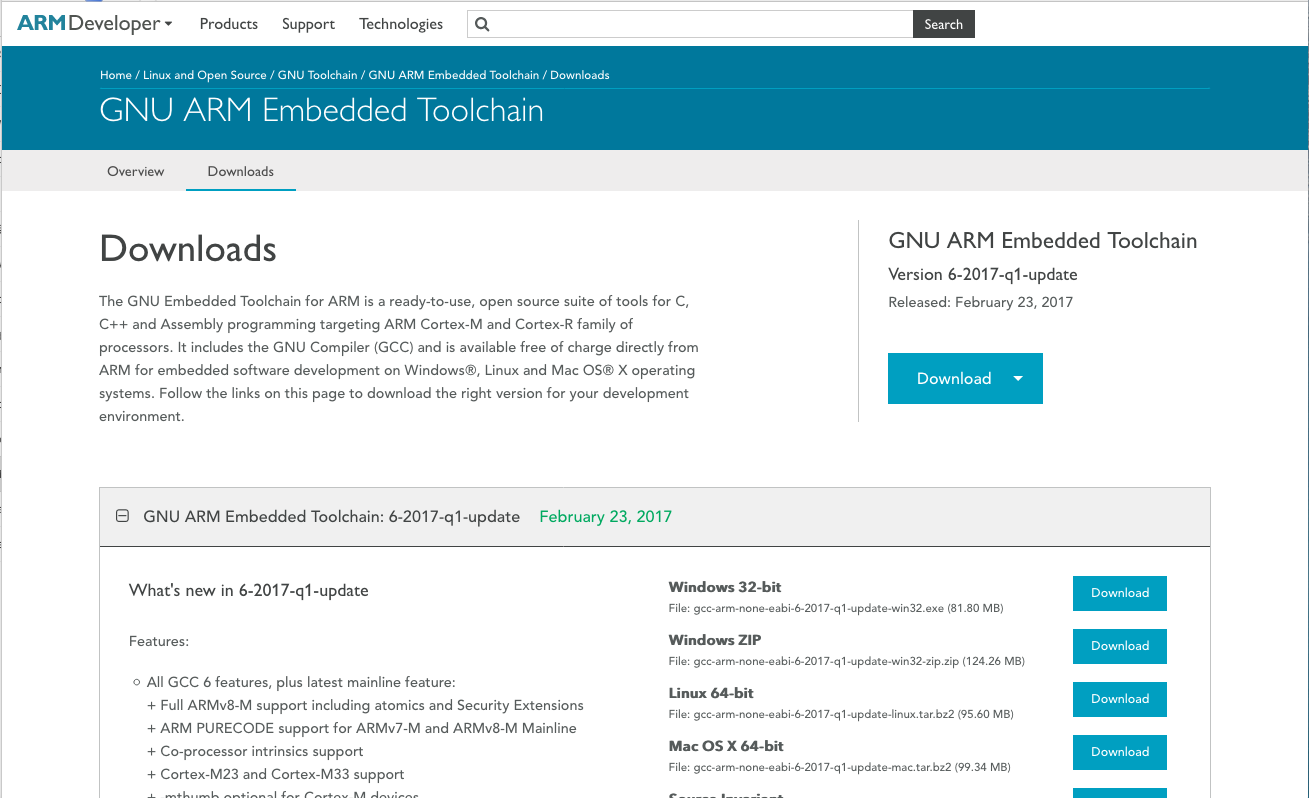 ARMDeveloper
Products
Support
Technologies
Search
Home / Linux and Open Source / GNU Toolchain / GNU ARM Embedded Toolchain / Downloads
GNU ARM Embedded Toolchain
Overview
Downloads
Downloads
The GNU Embedded Toolchain for ARM is a ready-to-use, open source suite of tools for C,
C++ and Assembly programming targeting ARM Cortex-M and Cortex-R family of
processors. It includes the GNU Compiler (GCC) and is available free of charge directly from
ARM for embedded software development on Windows®, Linux and Mac OS® X operating
systems. Follow the links on this page to download the right version for your development
environment.
GNU ARM Embedded Toolchain
Version 6-2017-q1-update
Released: February 23, 2017
Download
GNU ARM Embedded Toolchain: 6-2017-q1-update February 23, 2017
What's new in 6-2017-q1-update
Features:
All GCC 6 features, plus latest mainline feature:
+ Full ARMv8-M support including atomics and Security Extensions
+ ARM PURECODE support for ARMv7-M and ARMv8-M Mainline
+ Co-processor intrinsics support
+ Cortex-M23 and Cortex-M33 support
+ -mthumb optional for Cortex-M devices
Windows 32-bit
File: gcc-arm-none-eabi-6-2017-q1-update-win32.exe (81.80 MB)
Download
Windows ZIP
File: gcc-arm-none-eabi-6-2017-q1-update-win32-zip.zip (124.26 MB)
Download
Linux 64-bit
File: gcc-arm-none-eabi-6-2017-q1-update-linux.tar.bz2 (95.60 MB)
Download
Mac OS X 64-bit
File: gcc-arm-none-eabi-6-2017-q1-update-mac.tar.bz2 (99.34 MB)
Download
Source Invariant